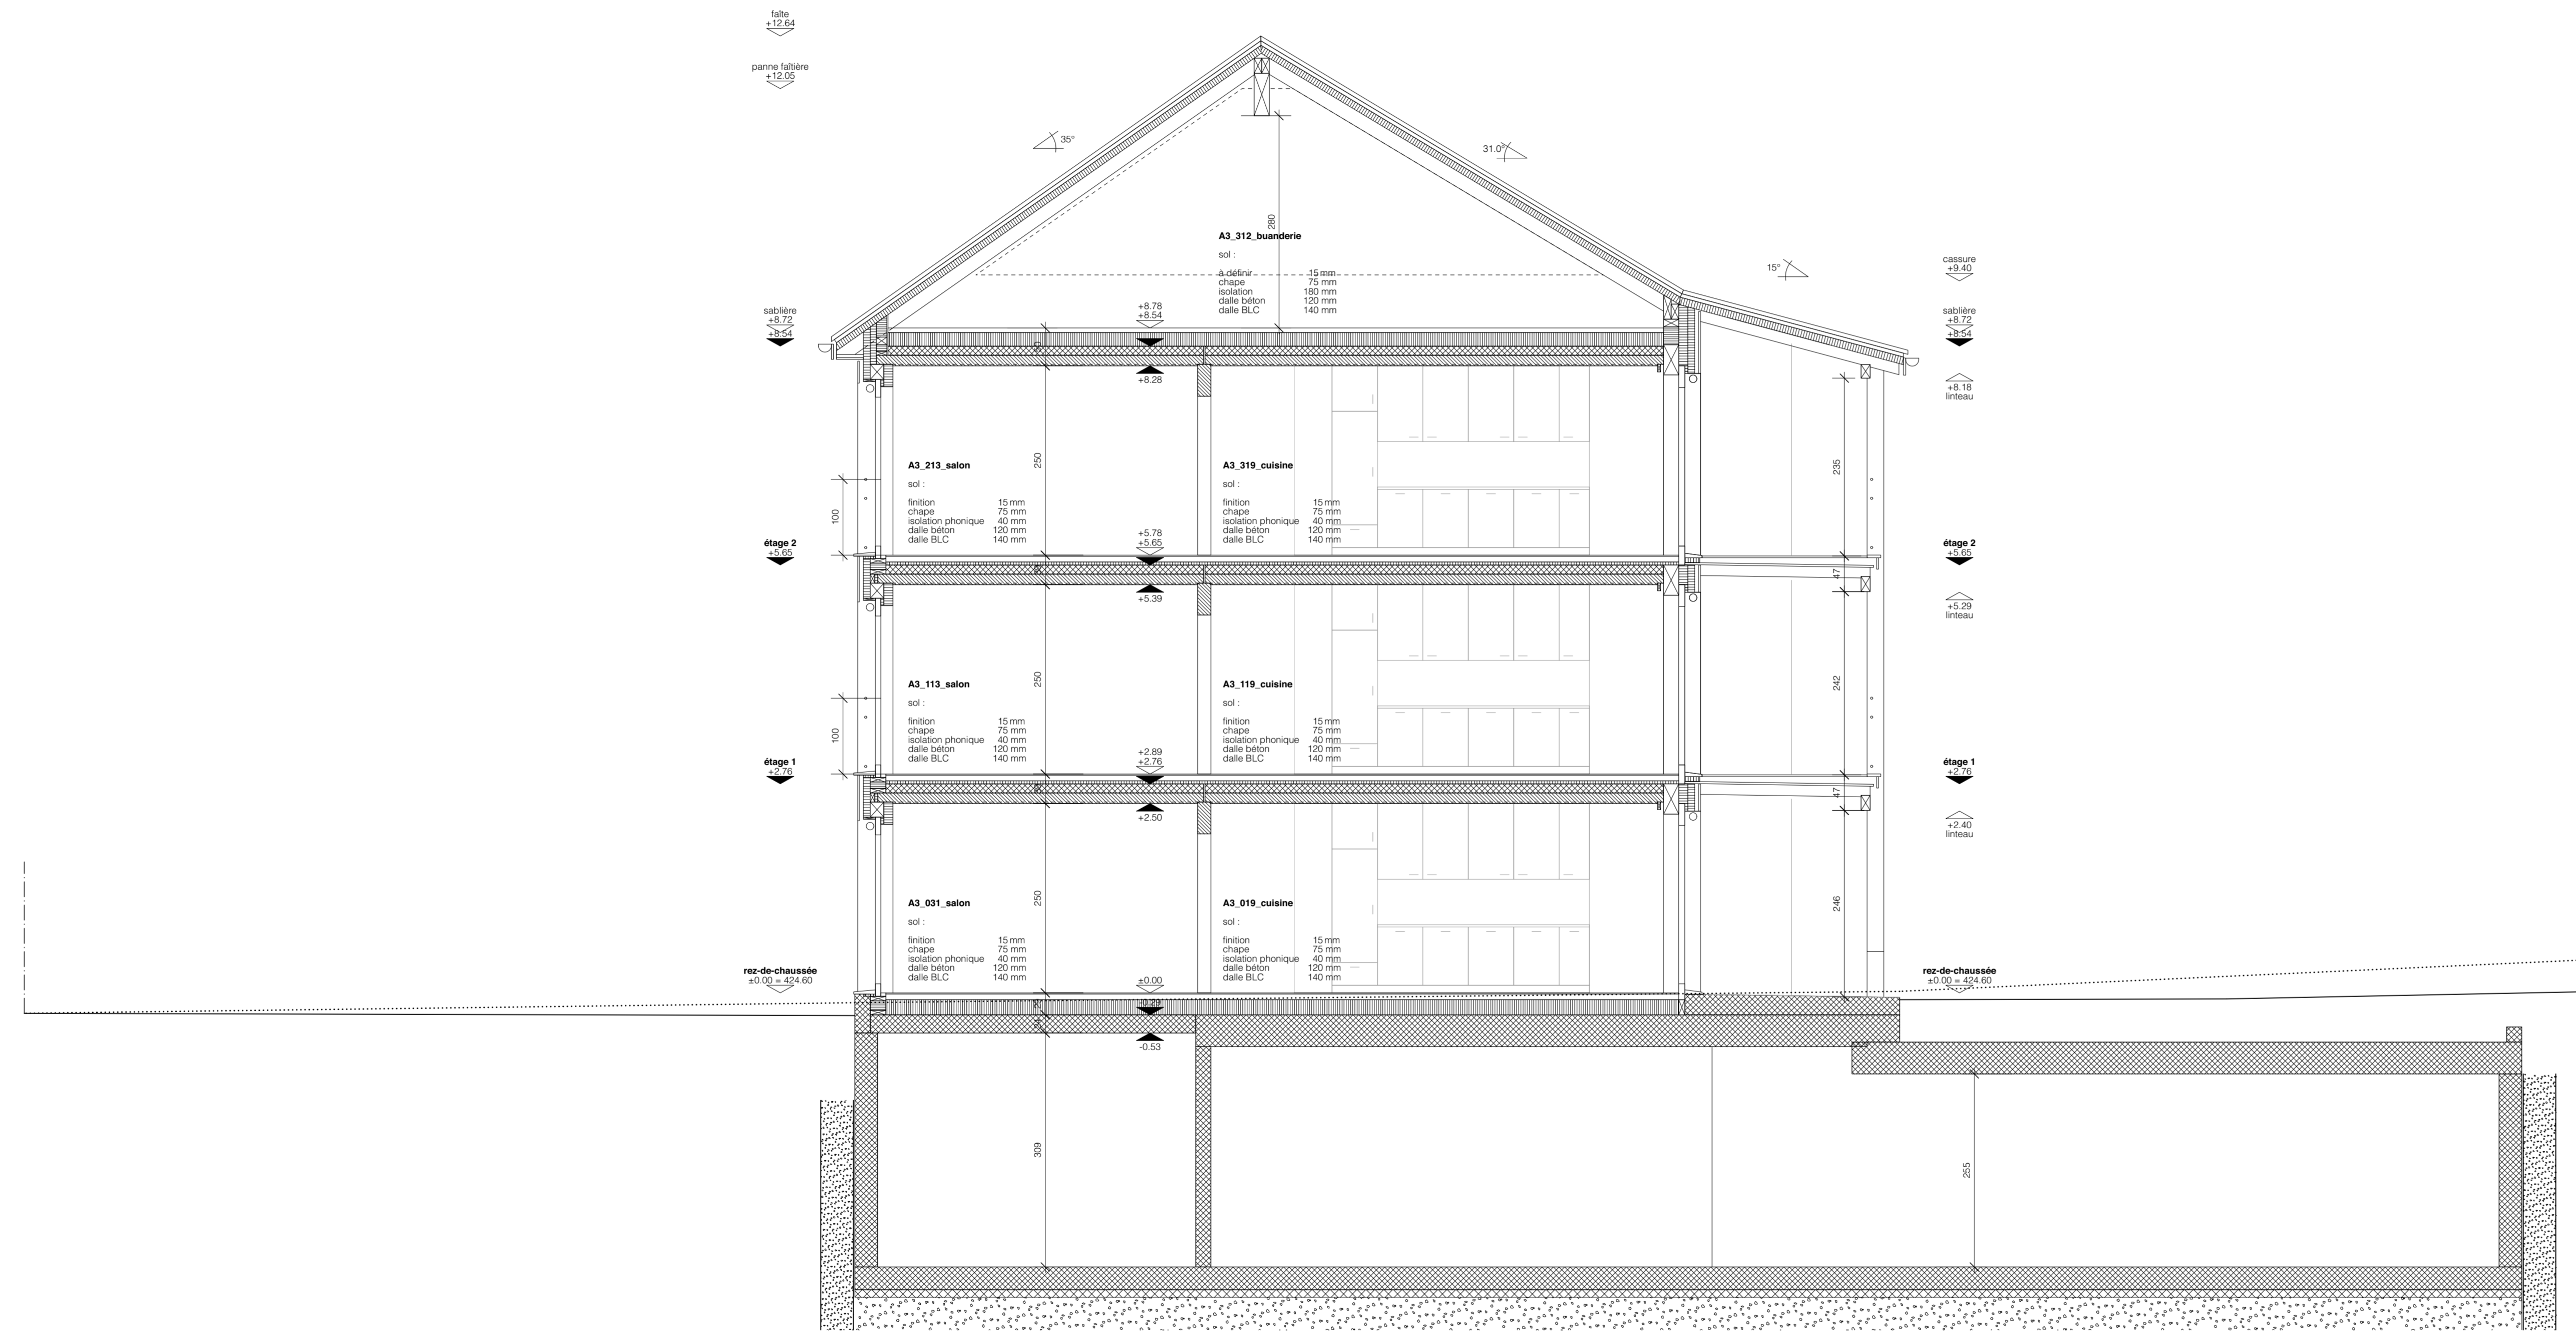 faîte
+12.64
panne faîtière
+12.05
35°
31.0°
280
A3_312_buanderie
sol :
à définir 15 mm
chape 75 mm
isolation 180 mm
dalle béton 120 mm
dalle BLC 140 mm
15°
cassure
+9.40
sablière
+8.72
+8.54
+8.78
+8.54
sablière
+8.72
+8.54
50
+8.28
+8.18
linteau
A3_213_salon
sol :
finition 15 mm
chape 75 mm
isolation phonique 40 mm
dalle béton 120 mm
dalle BLC 140 mm
250
A3_319_cuisine
sol :
finition 15 mm
chape 75 mm
isolation phonique 40 mm
dalle béton 120 mm
dalle BLC 140 mm
235
100
étage 2
+5.65
+5.78
+5.65
étage 2
+5.65
39
47
+5.39
+5.29
linteau
A3_113_salon
sol :
finition 15 mm
chape 75 mm
isolation phonique 40 mm
dalle béton 120 mm
dalle BLC 140 mm
250
A3_119_cuisine
sol :
finition 15 mm
chape 75 mm
isolation phonique 40 mm
dalle béton 120 mm
dalle BLC 140 mm
242
100
étage 1
+2.76
+2.89
+2.76
étage 1
+2.76
39
47
+2.50
+2.40
linteau
A3_031_salon
sol :
finition 15 mm
chape 75 mm
isolation phonique 40 mm
dalle béton 120 mm
dalle BLC 140 mm
250
A3_019_cuisine
sol :
finition 15 mm
chape 75 mm
isolation phonique 40 mm
dalle béton 120 mm
dalle BLC 140 mm
246
rez-de-chaussée
±0.00 = 424.60
±0.00
rez-de-chaussée
±0.00 = 424.60
-0.29
-0.53
309
255